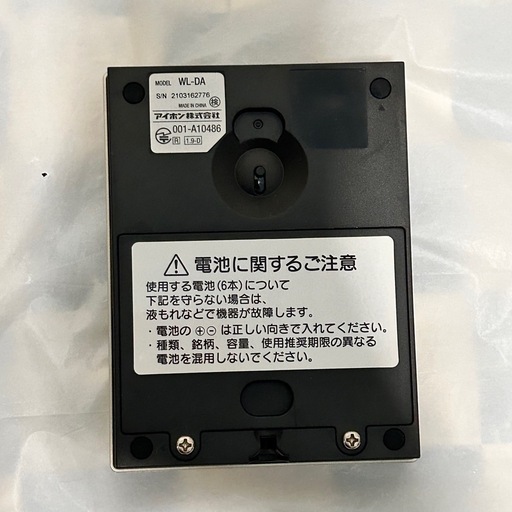 MODEL WL-DA
S/N 2103162776
MADE IN CHINA 検
アイホン株式会社
001-A10486
R 1.9-D
電池に関するご注意
使用する電池(6本)について
下記を守らない場合は、
液もれなどで機器が故障します。
・電池の⊕⊖は正しい向きで入れてください。
・種類、銘柄、容量、使用推奨期限の異なる
電池を混用しないでください。